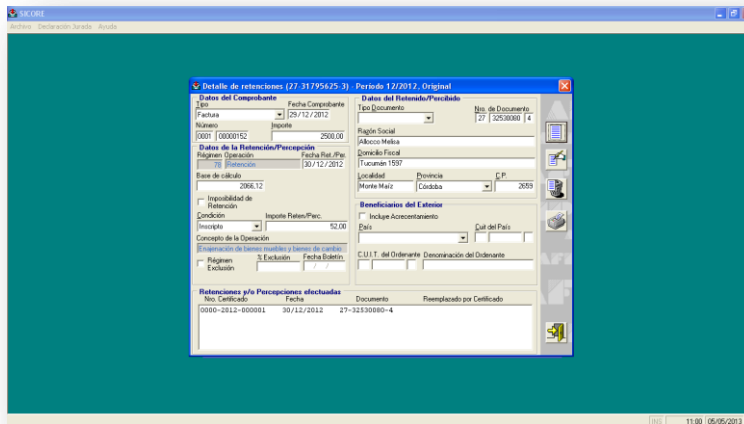 SICORE
Archivo Declaración Jurada Ayuda
Detalle de retenciones (27-31795625-3) - Periodo 12/2012, Original
Datos del Comprobante
Tipo Fecha Comprobante
Factura 29/12/2012
Número Importe
0001 00000152 2500,00
Datos de la Retención/Percepción
Régimen Operación Fecha Ret./Per.
78 Retención 30/12/2012
Base de cálculo
2066,12
Imposibilidad de
Retención
Condición Importe Reten/Perc.
Inscripto 52,00
Concepto de la Operación
Enajenación de bienes muebles y bienes de cambio
Régimen
Exclusión
% Exclusión Fecha Boletín
/ /
Datos del Retenido/Percibido
Tipo Documento Nro. de Documento
27 32530080 4
Razón Social
Allocco Melisa
Domicilio Fiscal
Tucumán 1597
Localidad Provincia C.P.
Monte Maíz Córdoba 2659
Beneficiarios del Exterior
Incluye Acrecentamiento
País Cuit del País
C.U.I.T. del Ordenante Denominación del Ordenante
Retenciones y/o Percepciones efectuadas
Nro. Certificado Fecha Documento Reemplazado por Certificado
0000-2012-000001 30/12/2012 27-32530080-4
INS 11:00 05/05/2013